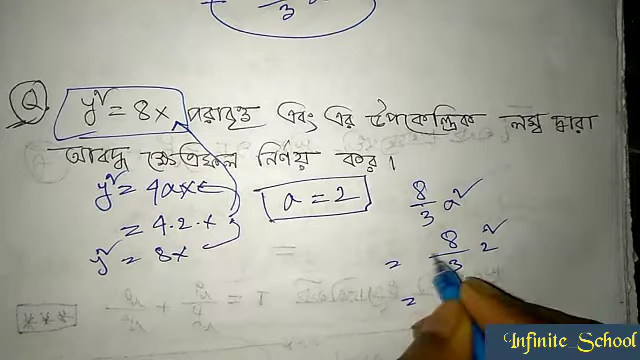 3
Q. y² = 8x পরাবৃত্ত এবং এর উপকেন্দ্রিক লম্ব দ্বারা
আবদ্ধ ক্ষেত্রফল নির্ণয় কর।
y² = 4ax
a = 2
8/3 a²
= 4.2.x
y² = 8x
= 8/3 2²
=
***
Infinite School